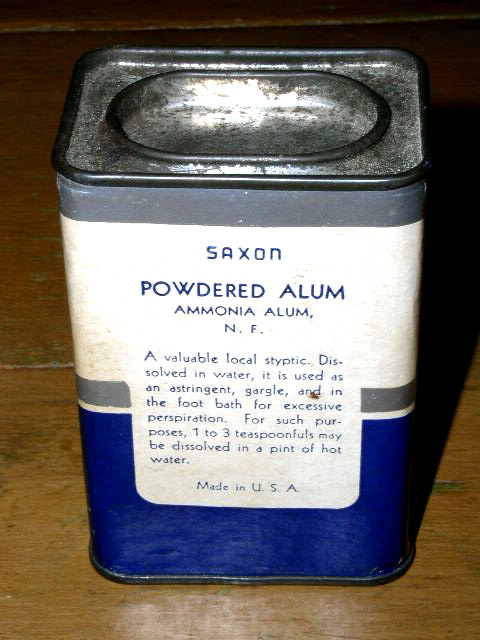 SAXON
POWDERED ALUM
AMMONIA ALUM,
N. F.
A valuable local styptic. Dis-
solved in water, it is used as
an astringent, gargle, and in
the foot bath for excessive
perspiration. For such pur-
poses, 1 to 3 teaspoonfuls may
be dissolved in a pint of hot
water.
Made in U. S. A.